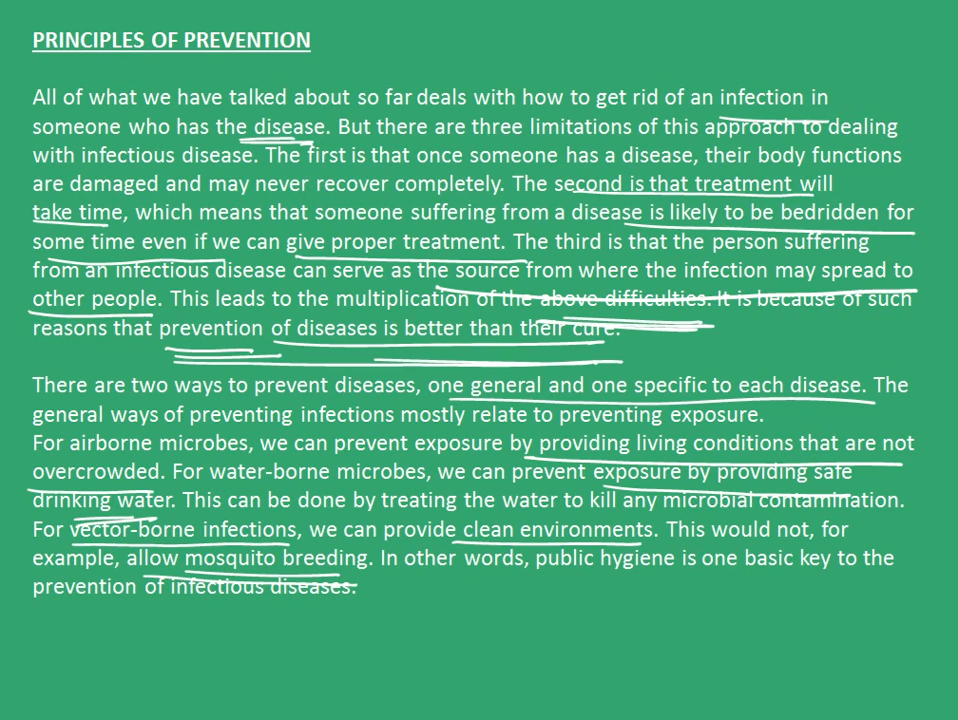 PRINCIPLES OF PREVENTION
All of what we have talked about so far deals with how to get rid of an infection in
someone who has the disease. But there are three limitations of this approach to dealing
with infectious disease. The first is that once someone has a disease, their body functions
are damaged and may never recover completely. The second is that treatment will
take time, which means that someone suffering from a disease is likely to be bedridden for
some time even if we can give proper treatment. The third is that the person suffering
from an infectious disease can serve as the source from where the infection may spread to
other people. This leads to the multiplication of the above difficulties. It is because of such
reasons that prevention of diseases is better than their cure.
There are two ways to prevent diseases, one general and one specific to each disease. The
general ways of preventing infections mostly relate to preventing exposure.
For airborne microbes, we can prevent exposure by providing living conditions that are not
overcrowded. For water-borne microbes, we can prevent exposure by providing safe
drinking water. This can be done by treating the water to kill any microbial contamination.
For vector-borne infections, we can provide clean environments. This would not, for
example, allow mosquito breeding. In other words, public hygiene is one basic key to the
prevention of infectious diseases.